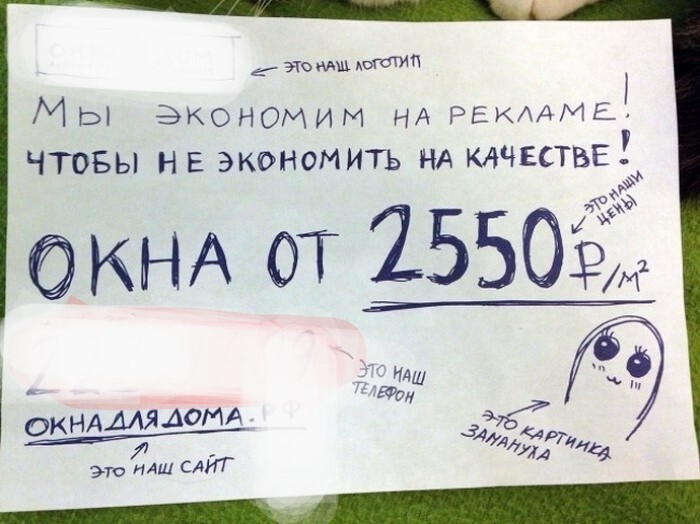 ← ЭТО НАШ ЛОГОТИП
МЫ ЭКОНОМИМ НА РЕКЛАМЕ!
ЧТОБЫ НЕ ЭКОНОМИТЬ НА КАЧЕСТВЕ!
ЭТО НАШИ
ЦЕНЫ
ОКНА ОТ 2550₽/м²
ЭТО НАШ
ТЕЛЕФОН
ОКНАДЛЯДОМА.РФ
ЭТО НАШ САЙТ
ЭТО КАРТИНКА
ЗАМАНУХА